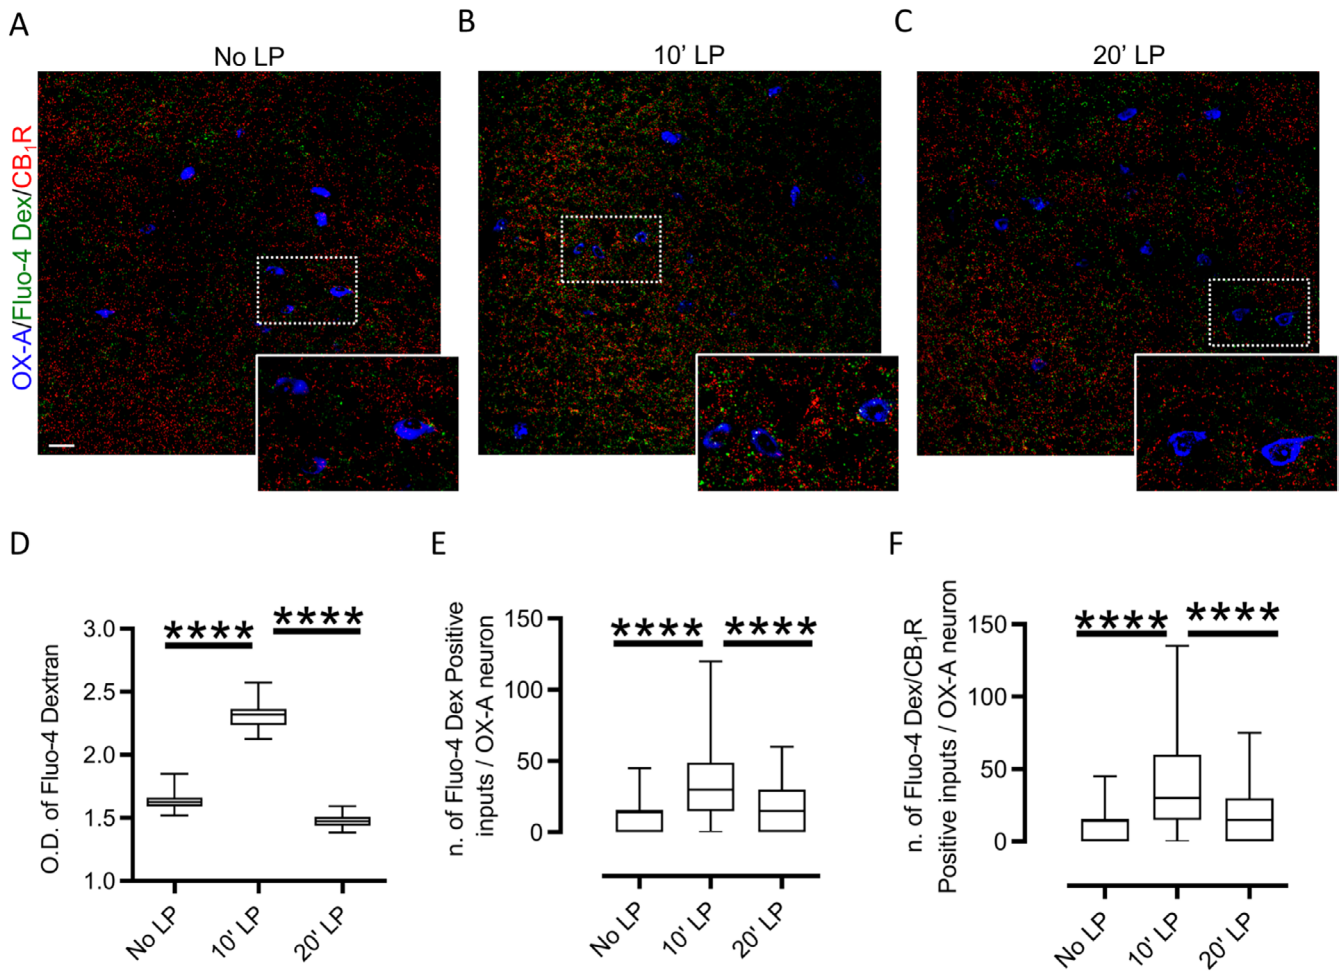 A
B
C
No LP
10' LP
20' LP
OX-A/Fluo-4 Dex/CB₁R
D
E
F
O.D. of Fluo-4 Dextran
3.0
2.5
2.0
1.5
1.0
**** ****
No LP
10' LP
20' LP
n. of Fluo-4 Dex Positive
inputs / OX-A neuron
150
100
50
0
**** ****
No LP
10' LP
20' LP
n. of Fluo-4 Dex/CB₁R
Positive inputs / OX-A neuron
150
100
50
0
**** ****
No LP
10' LP
20' LP